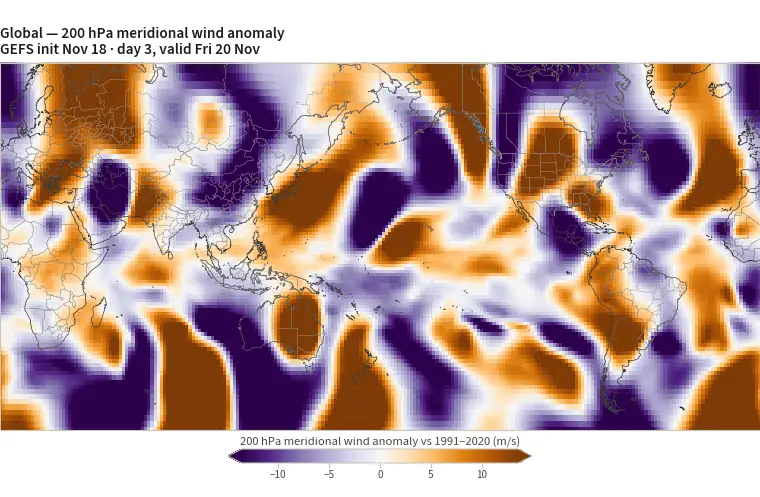 Global — 200 hPa meridional wind anomaly
GEFS init Nov 18 · day 3, valid Fri 20 Nov
200 hPa meridional wind anomaly vs 1991–2020 (m/s)
−10 −5 0 5 10